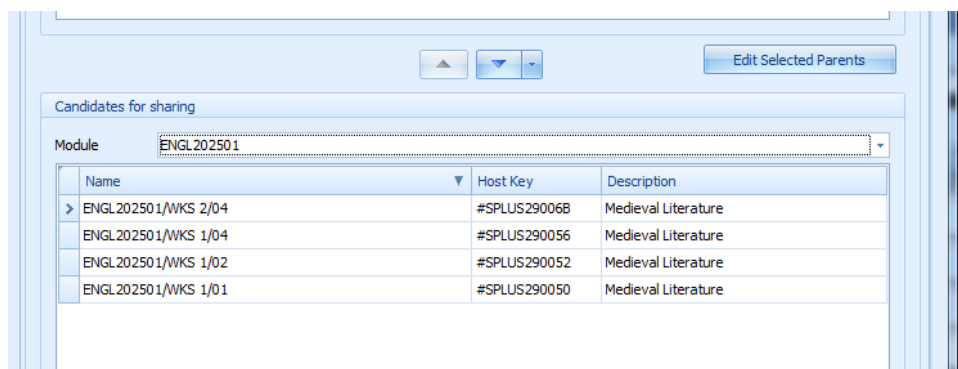 Edit Selected Parents
Candidates for sharing
Module ENGL202501
Name Host Key Description
ENGL202501/WKS 2/04 #SPLUS29006B Medieval Literature
ENGL202501/WKS 1/04 #SPLUS290056 Medieval Literature
ENGL202501/WKS 1/02 #SPLUS290052 Medieval Literature
ENGL202501/WKS 1/01 #SPLUS290050 Medieval Literature